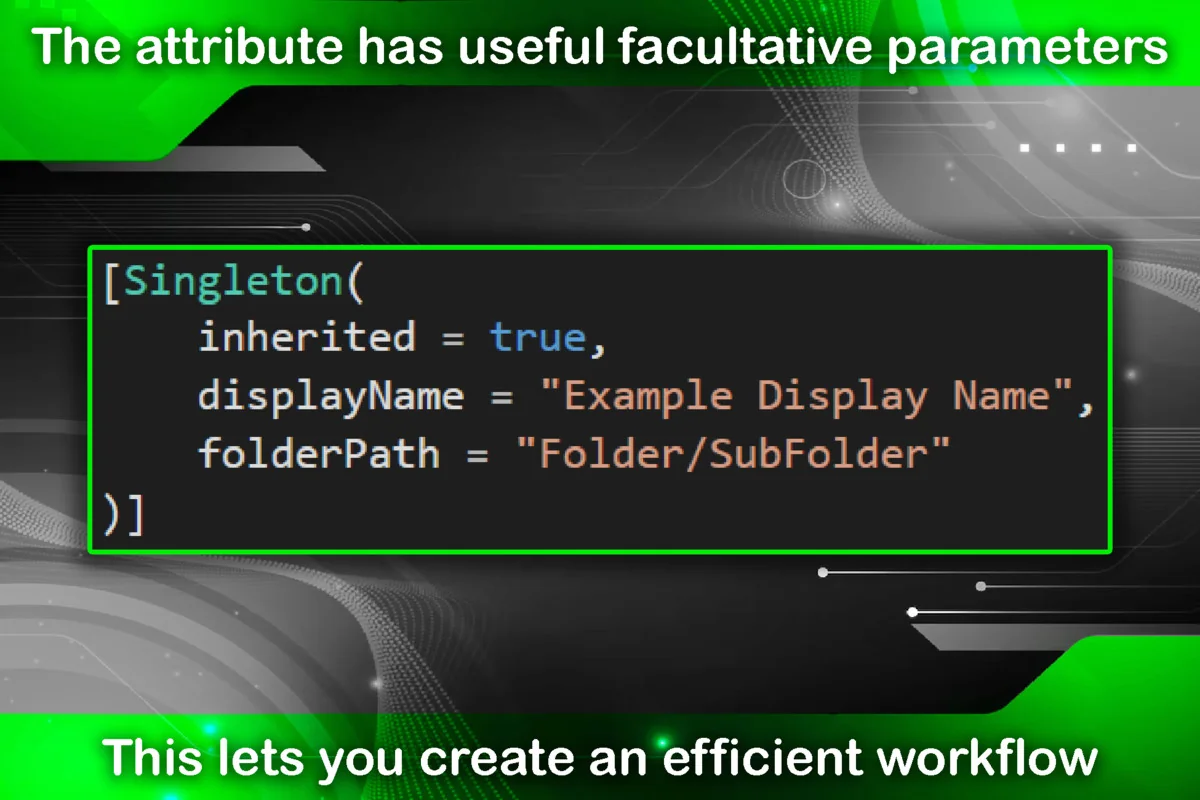 The attribute has useful facultative parameters
[Singleton(
inherited = true,
displayName = "Example Display Name",
folderPath = "Folder/SubFolder"
)]
This lets you create an efficient workflow